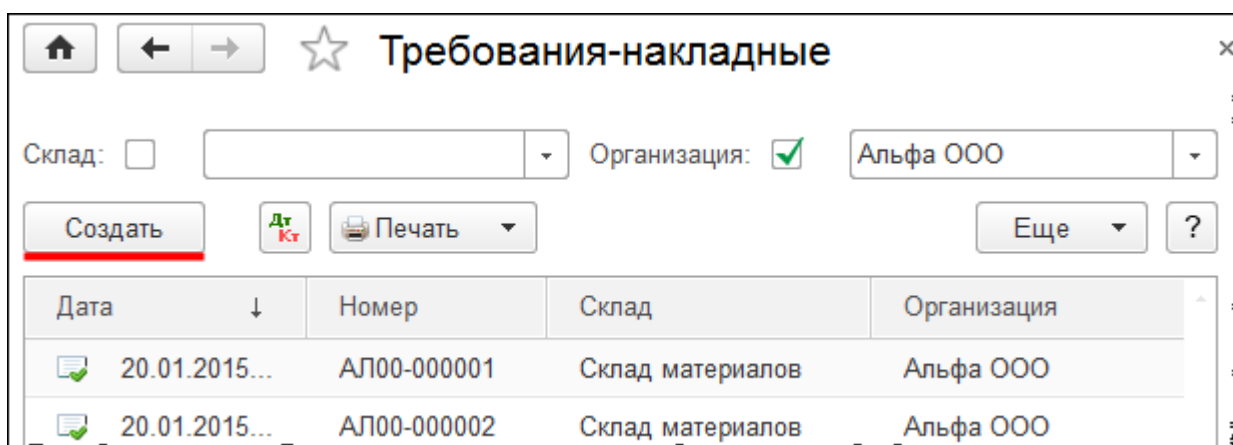 Требования-накладные
Склад: Организация: Альфа ООО
Создать Дт Кт Печать Еще ?
Дата ↓ Номер Склад Организация
20.01.2015... АЛ00-000001 Склад материалов Альфа ООО
20.01.2015... АЛ00-000002 Склад материалов Альфа ООО